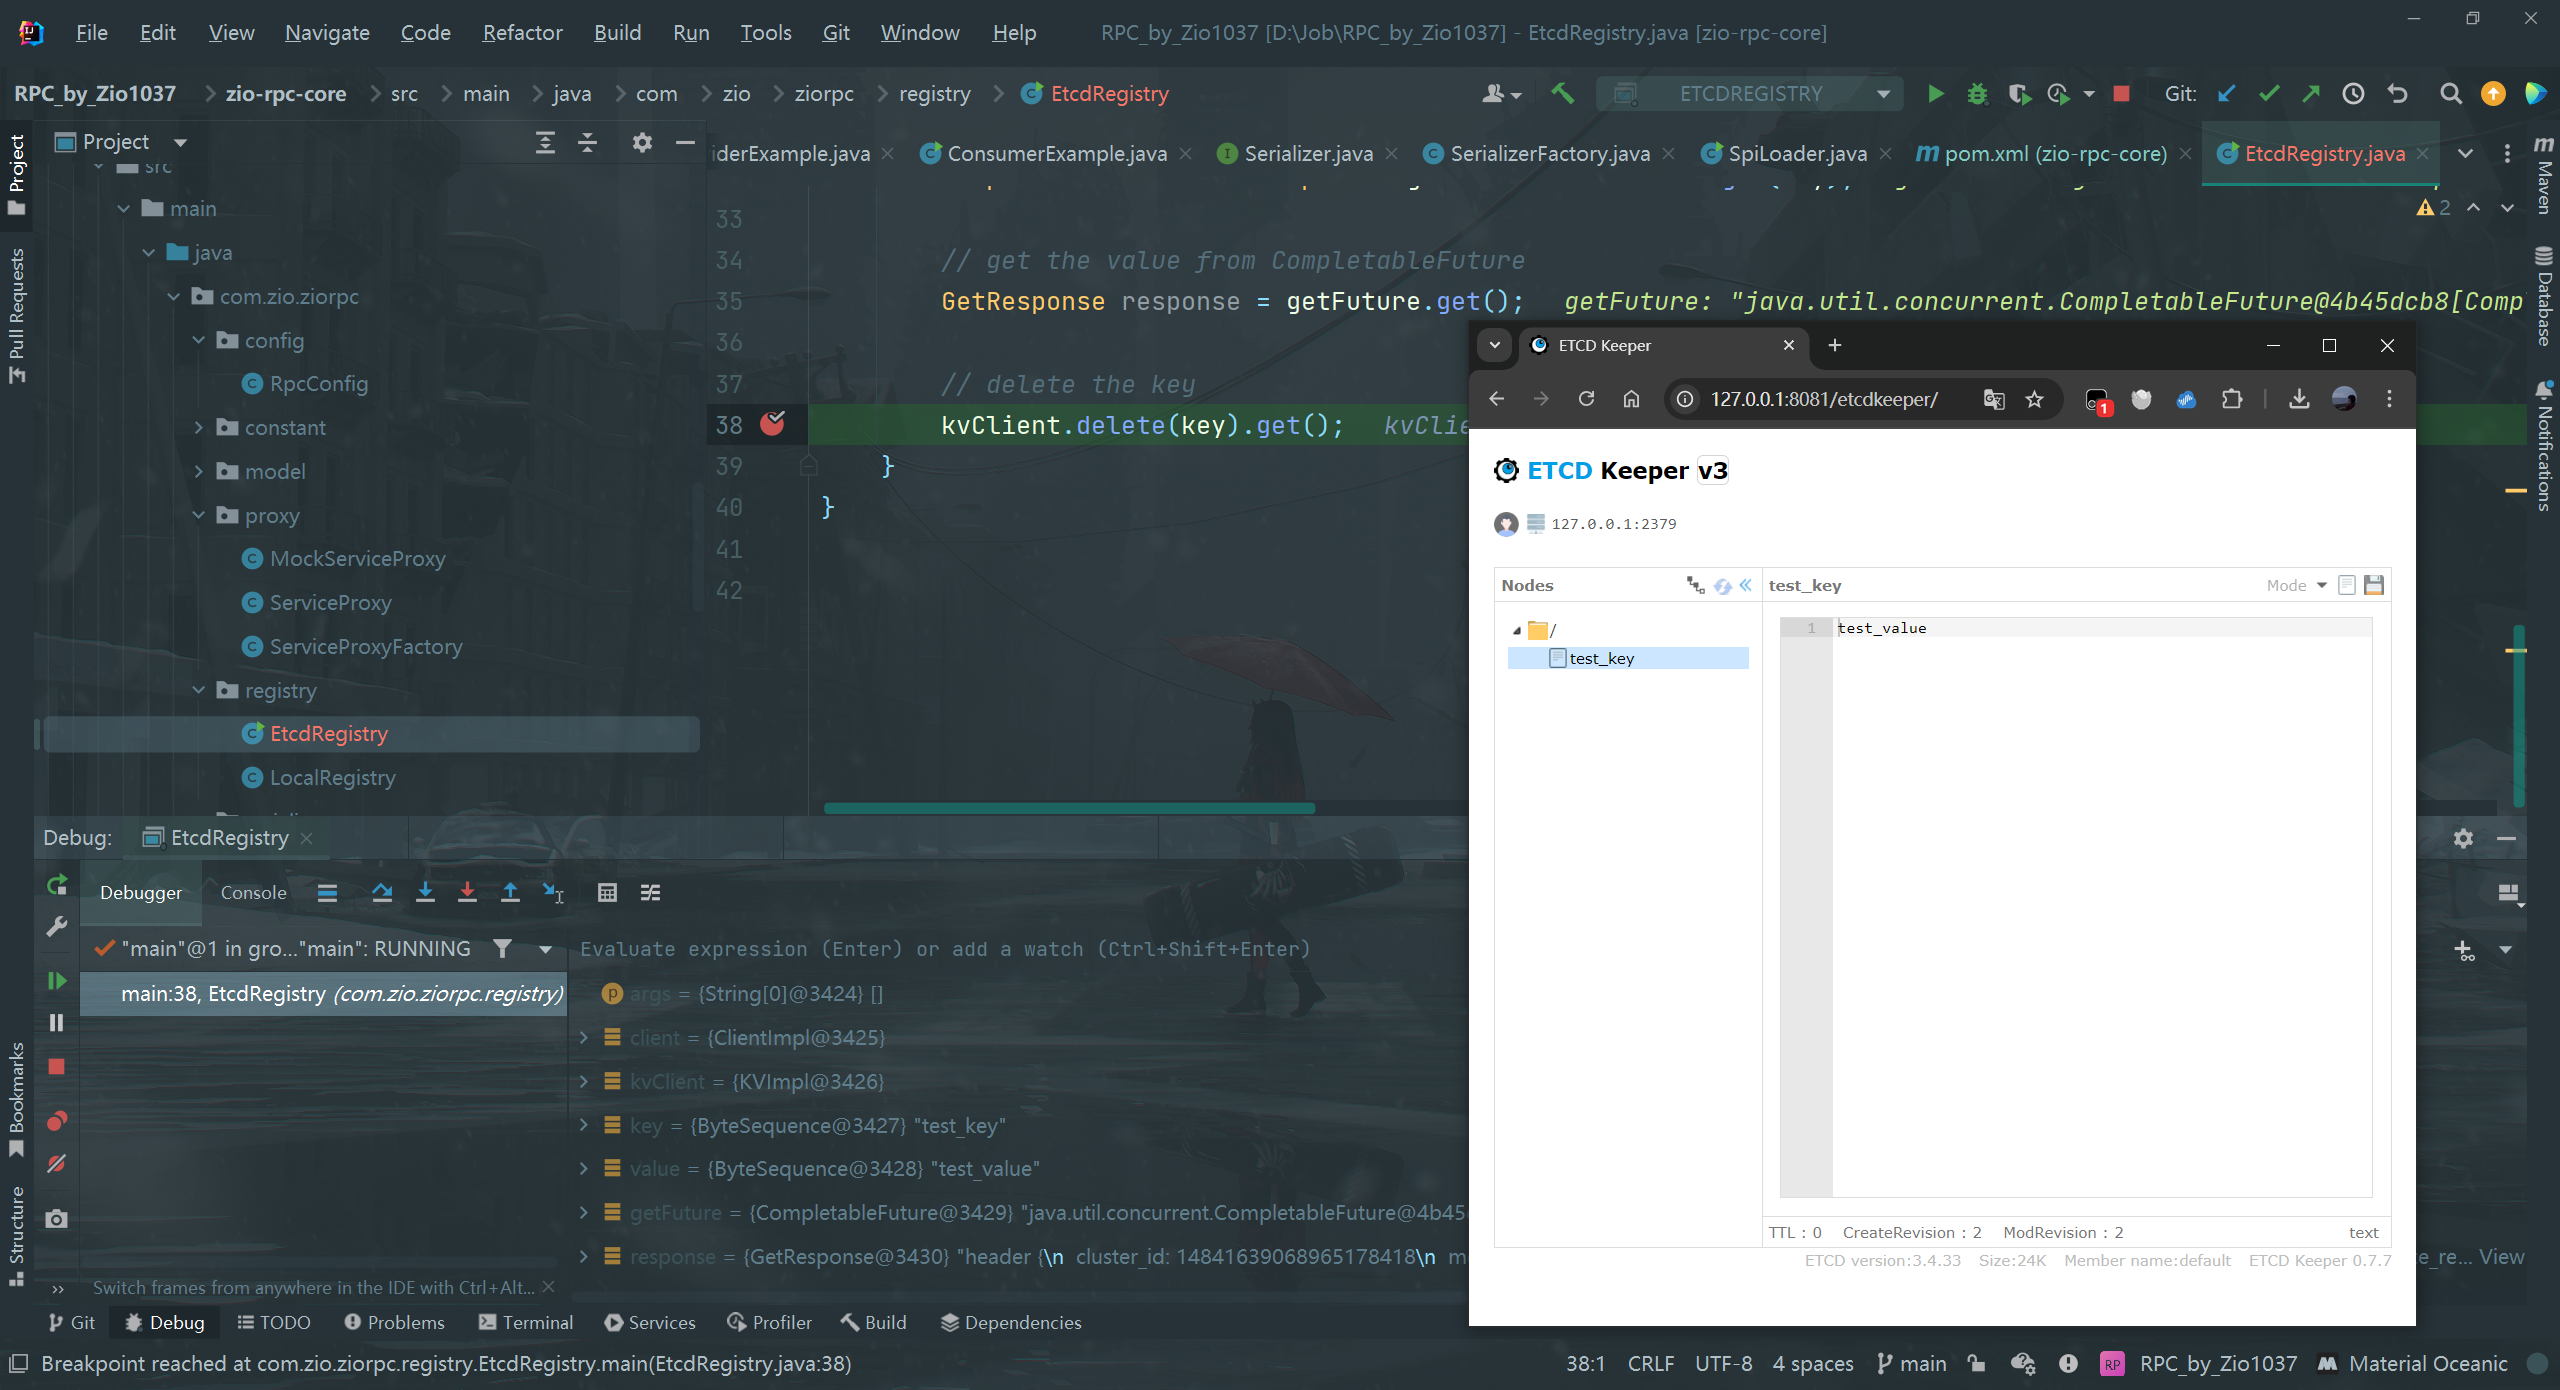 File Edit View Navigate Code Refactor Build Run Tools Git Window Help RPC_by_Zio1037 [D:\Job\RPC_by_Zio1037] - EtcdRegistry.java [zio-rpc-core]
RPC_by_Zio1037 zio-rpc-core src main java com zio ziorpc registry EtcdRegistry ETCDREGISTRY Git:
Project
iderExample.java ConsumerExample.java Serializer.java SerializerFactory.java SpiLoader.java pom.xml (zio-rpc-core) EtcdRegistry.java
Project
Pull Requests
Bookmarks
Structure
Maven
Database
Notifications
src
main
java
com.zio.ziorpc
config
RpcConfig
constant
model
proxy
MockServiceProxy
ServiceProxy
ServiceProxyFactory
registry
EtcdRegistry
LocalRegistry
2
33
34 // get the value from CompletableFuture
35 GetResponse response = getFuture.get(); getFuture: "java.util.concurrent.CompletableFuture@4b45dcb8[Comp
36
37 // delete the key
38 kvClient.delete(key).get(); kvClie
39 }
40 }
41
42
ETCD Keeper
127.0.0.1:8081/etcdkeeper/
1
ETCD Keeper v3
127.0.0.1:2379
Nodes
/
test_key
test_key Mode
1 test_value
TTL : 0 CreateRevision : 2 ModRevision : 2 text
ETCD version:3.4.33 Size:24K Member name:default ETCD Keeper 0.7.7
Debug: EtcdRegistry
Debugger Console
"main"@1 in gro..."main": RUNNING
main:38, EtcdRegistry (com.zio.ziorpc.registry)
Evaluate expression (Enter) or add a watch (Ctrl+Shift+Enter)
args = {String[0]@3424} []
client = {ClientImpl@3425}
kvClient = {KVImpl@3426}
key = {ByteSequence@3427} "test_key"
value = {ByteSequence@3428} "test_value"
getFuture = {CompletableFuture@3429} "java.util.concurrent.CompletableFuture@4b45
response = {GetResponse@3430} "header {\n cluster_id: 14841639068965178418\n m
e_re... View
Switch frames from anywhere in the IDE with Ctrl+Alt...
Git Debug TODO Problems Terminal Services Profiler Build Dependencies
Breakpoint reached at com.zio.ziorpc.registry.EtcdRegistry.main(EtcdRegistry.java:38)
38:1 CRLF UTF-8 4 spaces main RP RPC_by_Zio1037 Material Oceanic